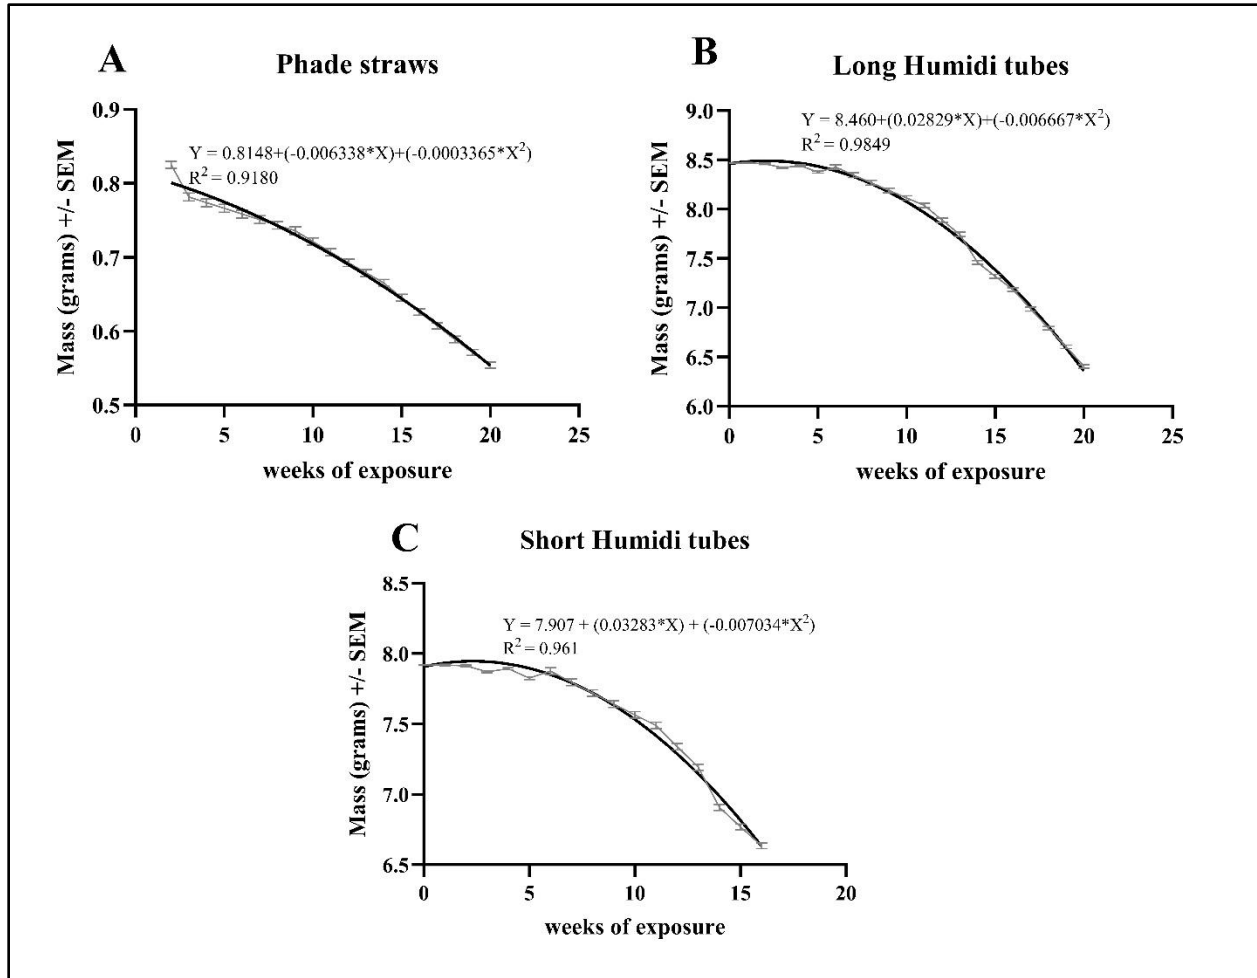 A
Phade straws
Y = 0.8148+(-0.006338*X)+(-0.0003365*X²)
R² = 0.9180
Mass (grams) +/- SEM
0.9
0.8
0.7
0.6
0.5
0 5 10 15 20 25
weeks of exposure
B
Long Humidi tubes
Y = 8.460+(0.02829*X)+(-0.006667*X²)
R² = 0.9849
Mass (grams) +/- SEM
9.0
8.5
8.0
7.5
7.0
6.5
6.0
0 5 10 15 20 25
weeks of exposure
C
Short Humidi tubes
Y = 7.907 + (0.03283*X) + (-0.007034*X²)
R² = 0.961
Mass (grams) +/- SEM
8.5
8.0
7.5
7.0
6.5
0 5 10 15 20
weeks of exposure